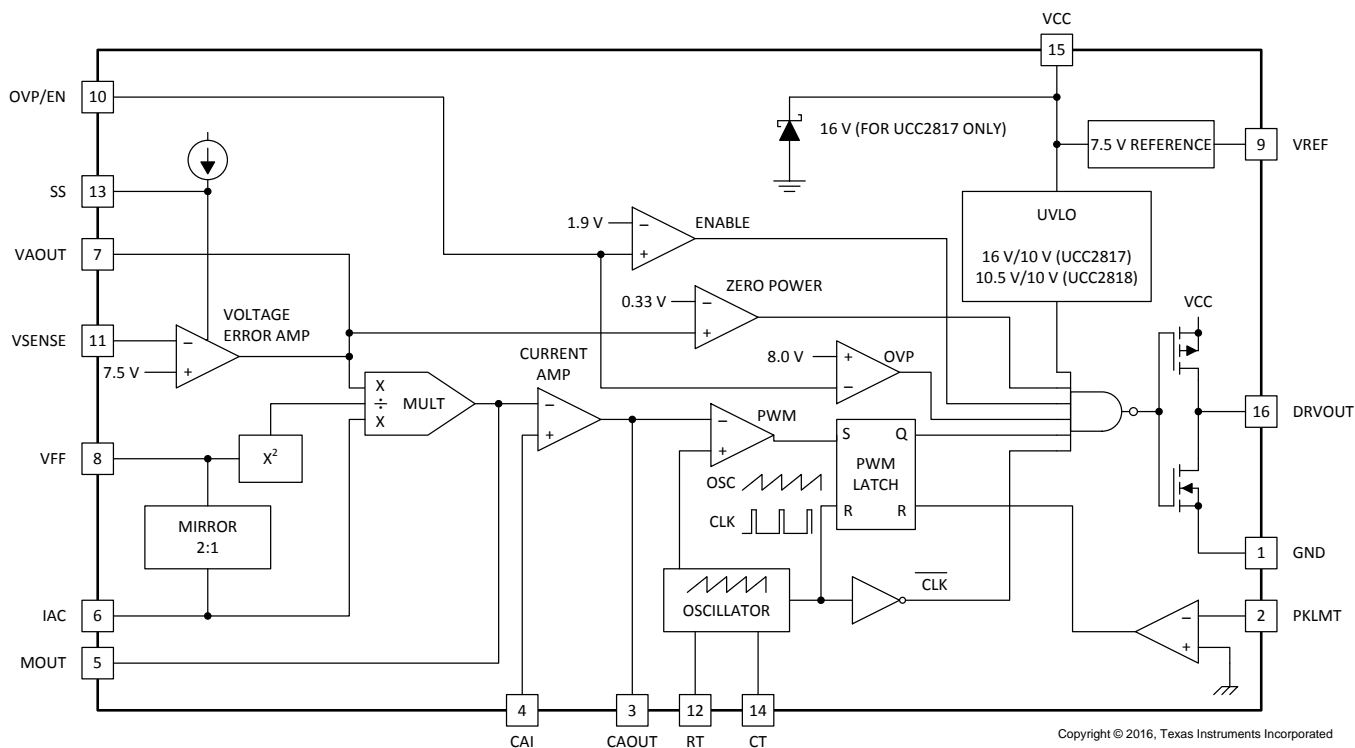 VCC
15
OVP/EN 10
16 V (FOR UCC2817 ONLY)
7.5 V REFERENCE
9 VREF
SS 13
1.9 V
−
+
ENABLE
UVLO
16 V/10 V (UCC2817)
10.5 V/10 V (UCC2818)
VAOUT 7
0.33 V
−
+
ZERO POWER
VCC
VOLTAGE
ERROR AMP
VSENSE 11
−
7.5 V
+
8.0 V
+
−
OVP
CURRENT
AMP
X
÷
X
MULT
−
+
−
+
PWM
16 DRVOUT
S
Q
PWM
LATCH
R
R
VFF 8
X²
OSC
CLK
MIRROR
2:1
1 GND
CLK
OSCILLATOR
IAC 6
−
+
2 PKLMT
MOUT 5
4
3
12
14
CAI
CAOUT
RT
CT
Copyright © 2016, Texas Instruments Incorporated